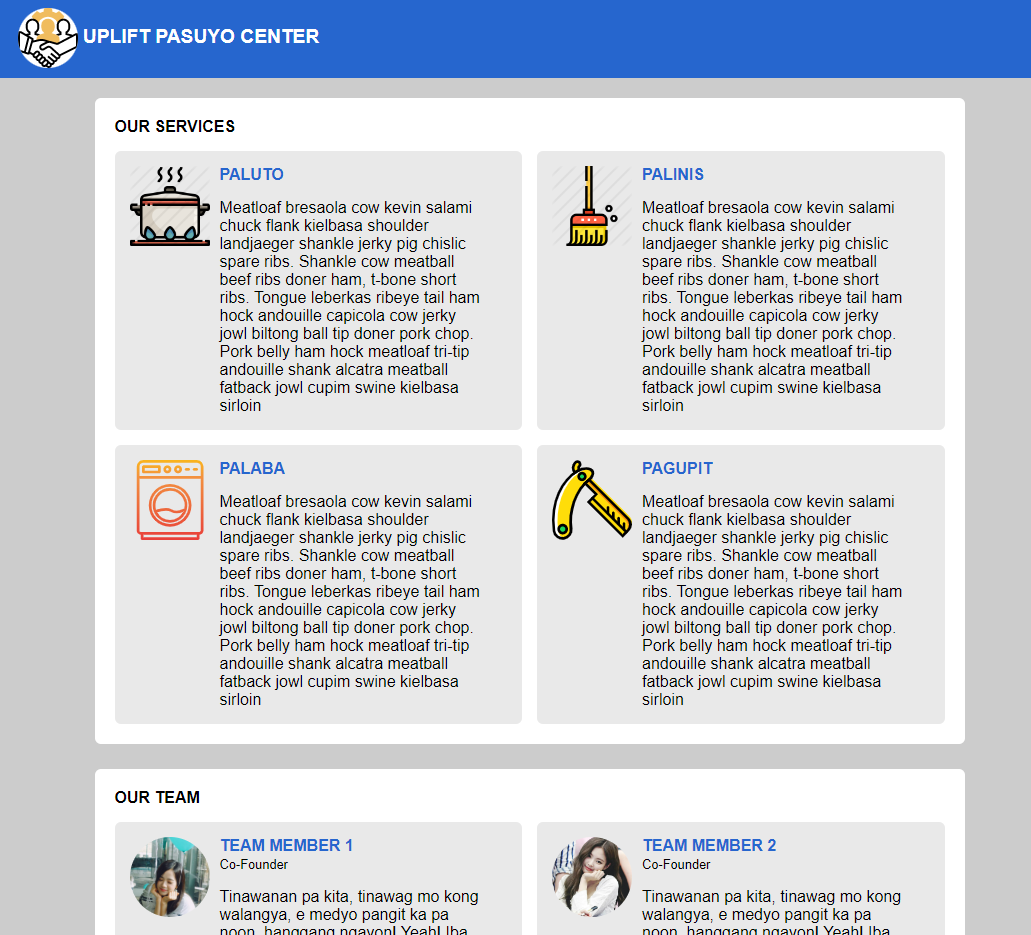 UPLIFT PASUYO CENTER
OUR SERVICES
PALUTO
Meatloaf bresaola cow kevin salami
chuck flank kielbasa shoulder
landjaeger shankle jerky pig chislic
spare ribs. Shankle cow meatball
beef ribs doner ham, t-bone short
ribs. Tongue leberkas ribeye tail ham
hock andouille capicola cow jerky
jowl biltong ball tip doner pork chop.
Pork belly ham hock meatloaf tri-tip
andouille shank alcatra meatball
fatback jowl cupim swine kielbasa
sirloin
PALINIS
Meatloaf bresaola cow kevin salami
chuck flank kielbasa shoulder
landjaeger shankle jerky pig chislic
spare ribs. Shankle cow meatball
beef ribs doner ham, t-bone short
ribs. Tongue leberkas ribeye tail ham
hock andouille capicola cow jerky
jowl biltong ball tip doner pork chop.
Pork belly ham hock meatloaf tri-tip
andouille shank alcatra meatball
fatback jowl cupim swine kielbasa
sirloin
PALABA
Meatloaf bresaola cow kevin salami
chuck flank kielbasa shoulder
landjaeger shankle jerky pig chislic
spare ribs. Shankle cow meatball
beef ribs doner ham, t-bone short
ribs. Tongue leberkas ribeye tail ham
hock andouille capicola cow jerky
jowl biltong ball tip doner pork chop.
Pork belly ham hock meatloaf tri-tip
andouille shank alcatra meatball
fatback jowl cupim swine kielbasa
sirloin
PAGUPIT
Meatloaf bresaola cow kevin salami
chuck flank kielbasa shoulder
landjaeger shankle jerky pig chislic
spare ribs. Shankle cow meatball
beef ribs doner ham, t-bone short
ribs. Tongue leberkas ribeye tail ham
hock andouille capicola cow jerky
jowl biltong ball tip doner pork chop.
Pork belly ham hock meatloaf tri-tip
andouille shank alcatra meatball
fatback jowl cupim swine kielbasa
sirloin
OUR TEAM
TEAM MEMBER 1
Co-Founder
Tinawanan pa kita, tinawag mo kong
walangya, e medyo pangit ka pa
noon, hanggang ngayon! Yeah! Iba
TEAM MEMBER 2
Co-Founder
Tinawanan pa kita, tinawag mo kong
walangya, e medyo pangit ka pa
noon, hanggang ngayon! Yeah! Iba